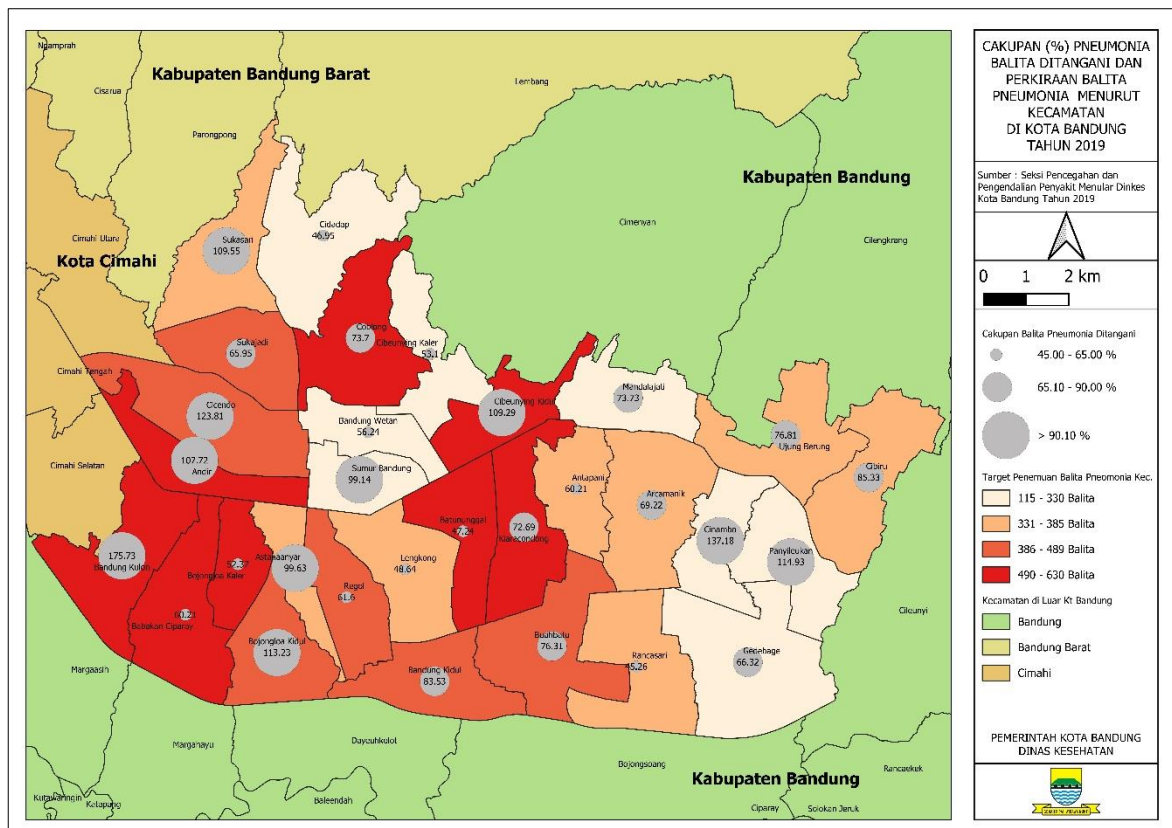 Kabupaten Bandung Barat
Kabupaten Bandung
Kota Cimahi
Kabupaten Bandung
Ngamprah
Cisarua
Parongpong
Lembang
Cimenyan
Cilengkrang
Cimahi Utara
Cimahi Tengah
Cimahi Selatan
Margaasih
Margahayu
Kutawaringin
Katapang
Dayeuhkolot
Baleendah
Bojongsoang
Ciparay
Solokan Jeruk
Rancaekek
Cileunyi
Sukasari
109.55
Cidadap
46.95
Coblong
73.7
Cibeunying Kaler
53.1
Sukajadi
65.95
Cicendo
123.81
107.72
Andir
Bandung Wetan
56.24
Sumur Bandung
99.14
Cibeunying Kidul
109.29
Mandalajati
73.73
76.81
Ujung Berung
Cibiru
85.33
Antapani
60.21
Arcamanik
69.22
Cinambo
137.18
Panyileukan
114.93
175.73
Bandung Kulon
Bojongloa Kaler
52.37
Astanaanyar
99.63
Regol
61.6
Lengkong
48.64
Batununggal
47.24
72.69
Kiaracondong
60.21
Babakan Ciparay
Bojongloa Kidul
113.23
Bandung Kidul
83.53
Buahbatu
76.31
Rancasari
45.26
Gedebage
66.32
CAKUPAN (%) PNEUMONIA
BALITA DITANGANI DAN
PERKIRAAN BALITA
PNEUMONIA MENURUT
KECAMATAN
DI KOTA BANDUNG
TAHUN 2019
Sumber : Seksi Pencegahan dan
Pengendalian Penyakit Menular Dinkes
Kota Bandung Tahun 2019
0 1 2 km
Cakupan Balita Pneumonia Ditangani
45.00 - 65.00 %
65.10 - 90.00 %
> 90.10 %
Target Penemuan Balita Pneomonia Kec.
115 - 330 Balita
331 - 385 Balita
386 - 489 Balita
490 - 630 Balita
Kecamatan di Luar Kt Bandung
Bandung
Bandung Barat
Cimahi
PEMERINTAH KOTA BANDUNG
DINAS KESEHATAN